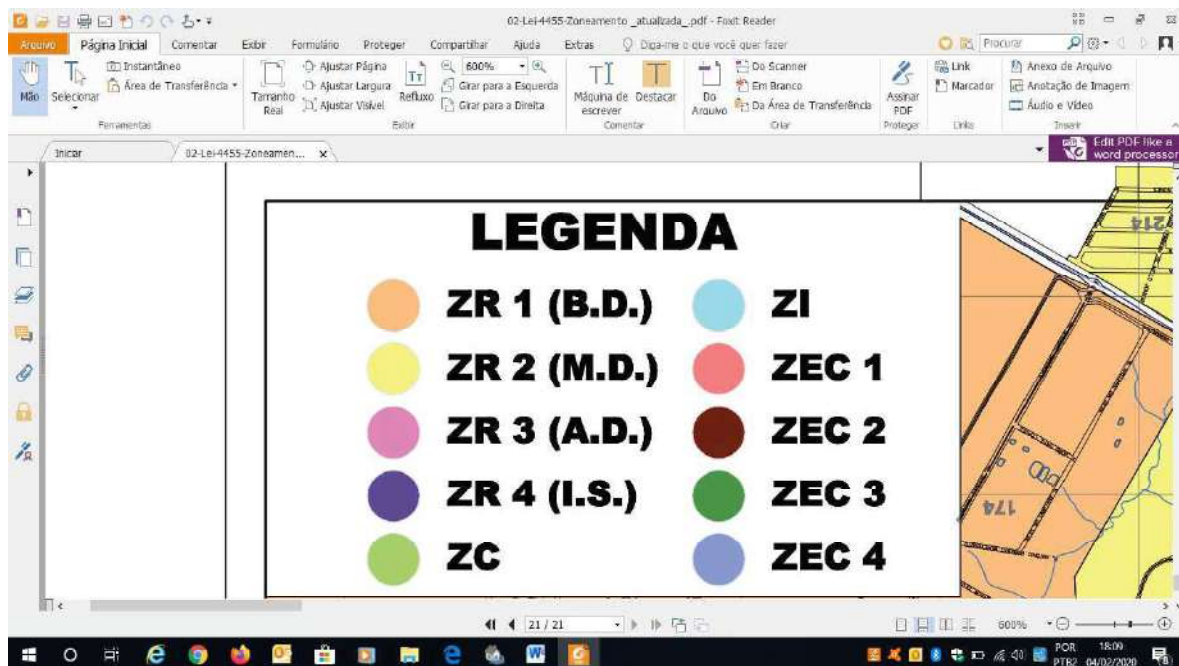 02-Lei-4455-Zoneamento _atualizada_.pdf - Foxit Reader
Arquivo Página Inicial Comentar Exibir Formulário Proteger Compartilhar Ajuda Extras Diga-me o que você quer fazer Procurar
Mão
Selecionar
Instantâneo
Área de Transferência
Ferramentas
Tamanho Real
Ajustar Página
Ajustar Largura
Ajustar Visível
Refluxo
600%
Girar para a Esquerda
Girar para a Direita
Exibir
Máquina de escrever
Destacar
Comentar
Do Arquivo
Do Scanner
Em Branco
Da Área de Transferência
Criar
Assinar PDF
Proteger
Link
Marcador
Links
Anexo de Arquivo
Anotação de Imagem
Áudio e Vídeo
Inserir
Iniciar
02-Lei-4455-Zoneamen...
Edit PDF like a
word processor
LEGENDA
ZR 1 (B.D.) ZI
ZR 2 (M.D.) ZEC 1
ZR 3 (A.D.) ZEC 2
ZR 4 (I.S.) ZEC 3
ZC ZEC 4
214
174
21 / 21
600%
POR 18:09
PTB2 04/02/2020